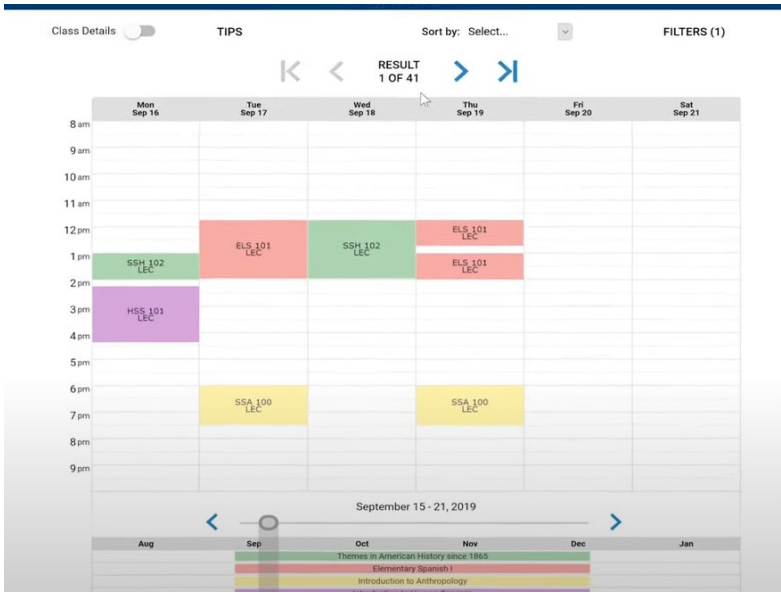 Class Details
TIPS
Sort by: Select...
FILTERS (1)
RESULT
1 OF 41
Mon
Sep 16
Tue
Sep 17
Wed
Sep 18
Thu
Sep 19
Fri
Sep 20
Sat
Sep 21
8 am
9 am
10 am
11 am
12 pm
1 pm
2 pm
3 pm
4 pm
5 pm
6 pm
7 pm
8 pm
9 pm
SSH 102
LEC
HSS 101
LEC
ELS 101
LEC
SSA 100
LEC
SSH 102
LEC
ELS 101
LEC
ELS 101
LEC
SSA 100
LEC
September 15 - 21, 2019
Aug
Sep
Oct
Nov
Dec
Jan
Themes in American History since 1865
Elementary Spanish I
Introduction to Anthropology